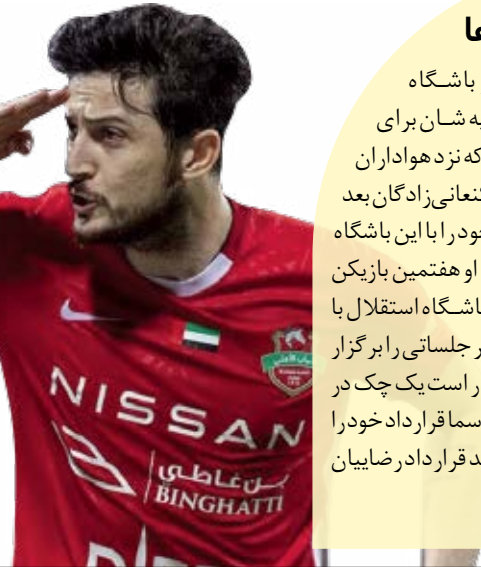 ها
باشگاه
به‌شان برای
که نزد هواداران
کنعانی‌زادگان بعد
خود را با این باشگاه
او هفتمین بازیکن
باشگاه استقلال با
ر جلساتی را برگزار
ر است یک چک در
سما قرارداد خود را
د قرارداد رضاییان
NISSAN
بن غاطي
BINGHATTI